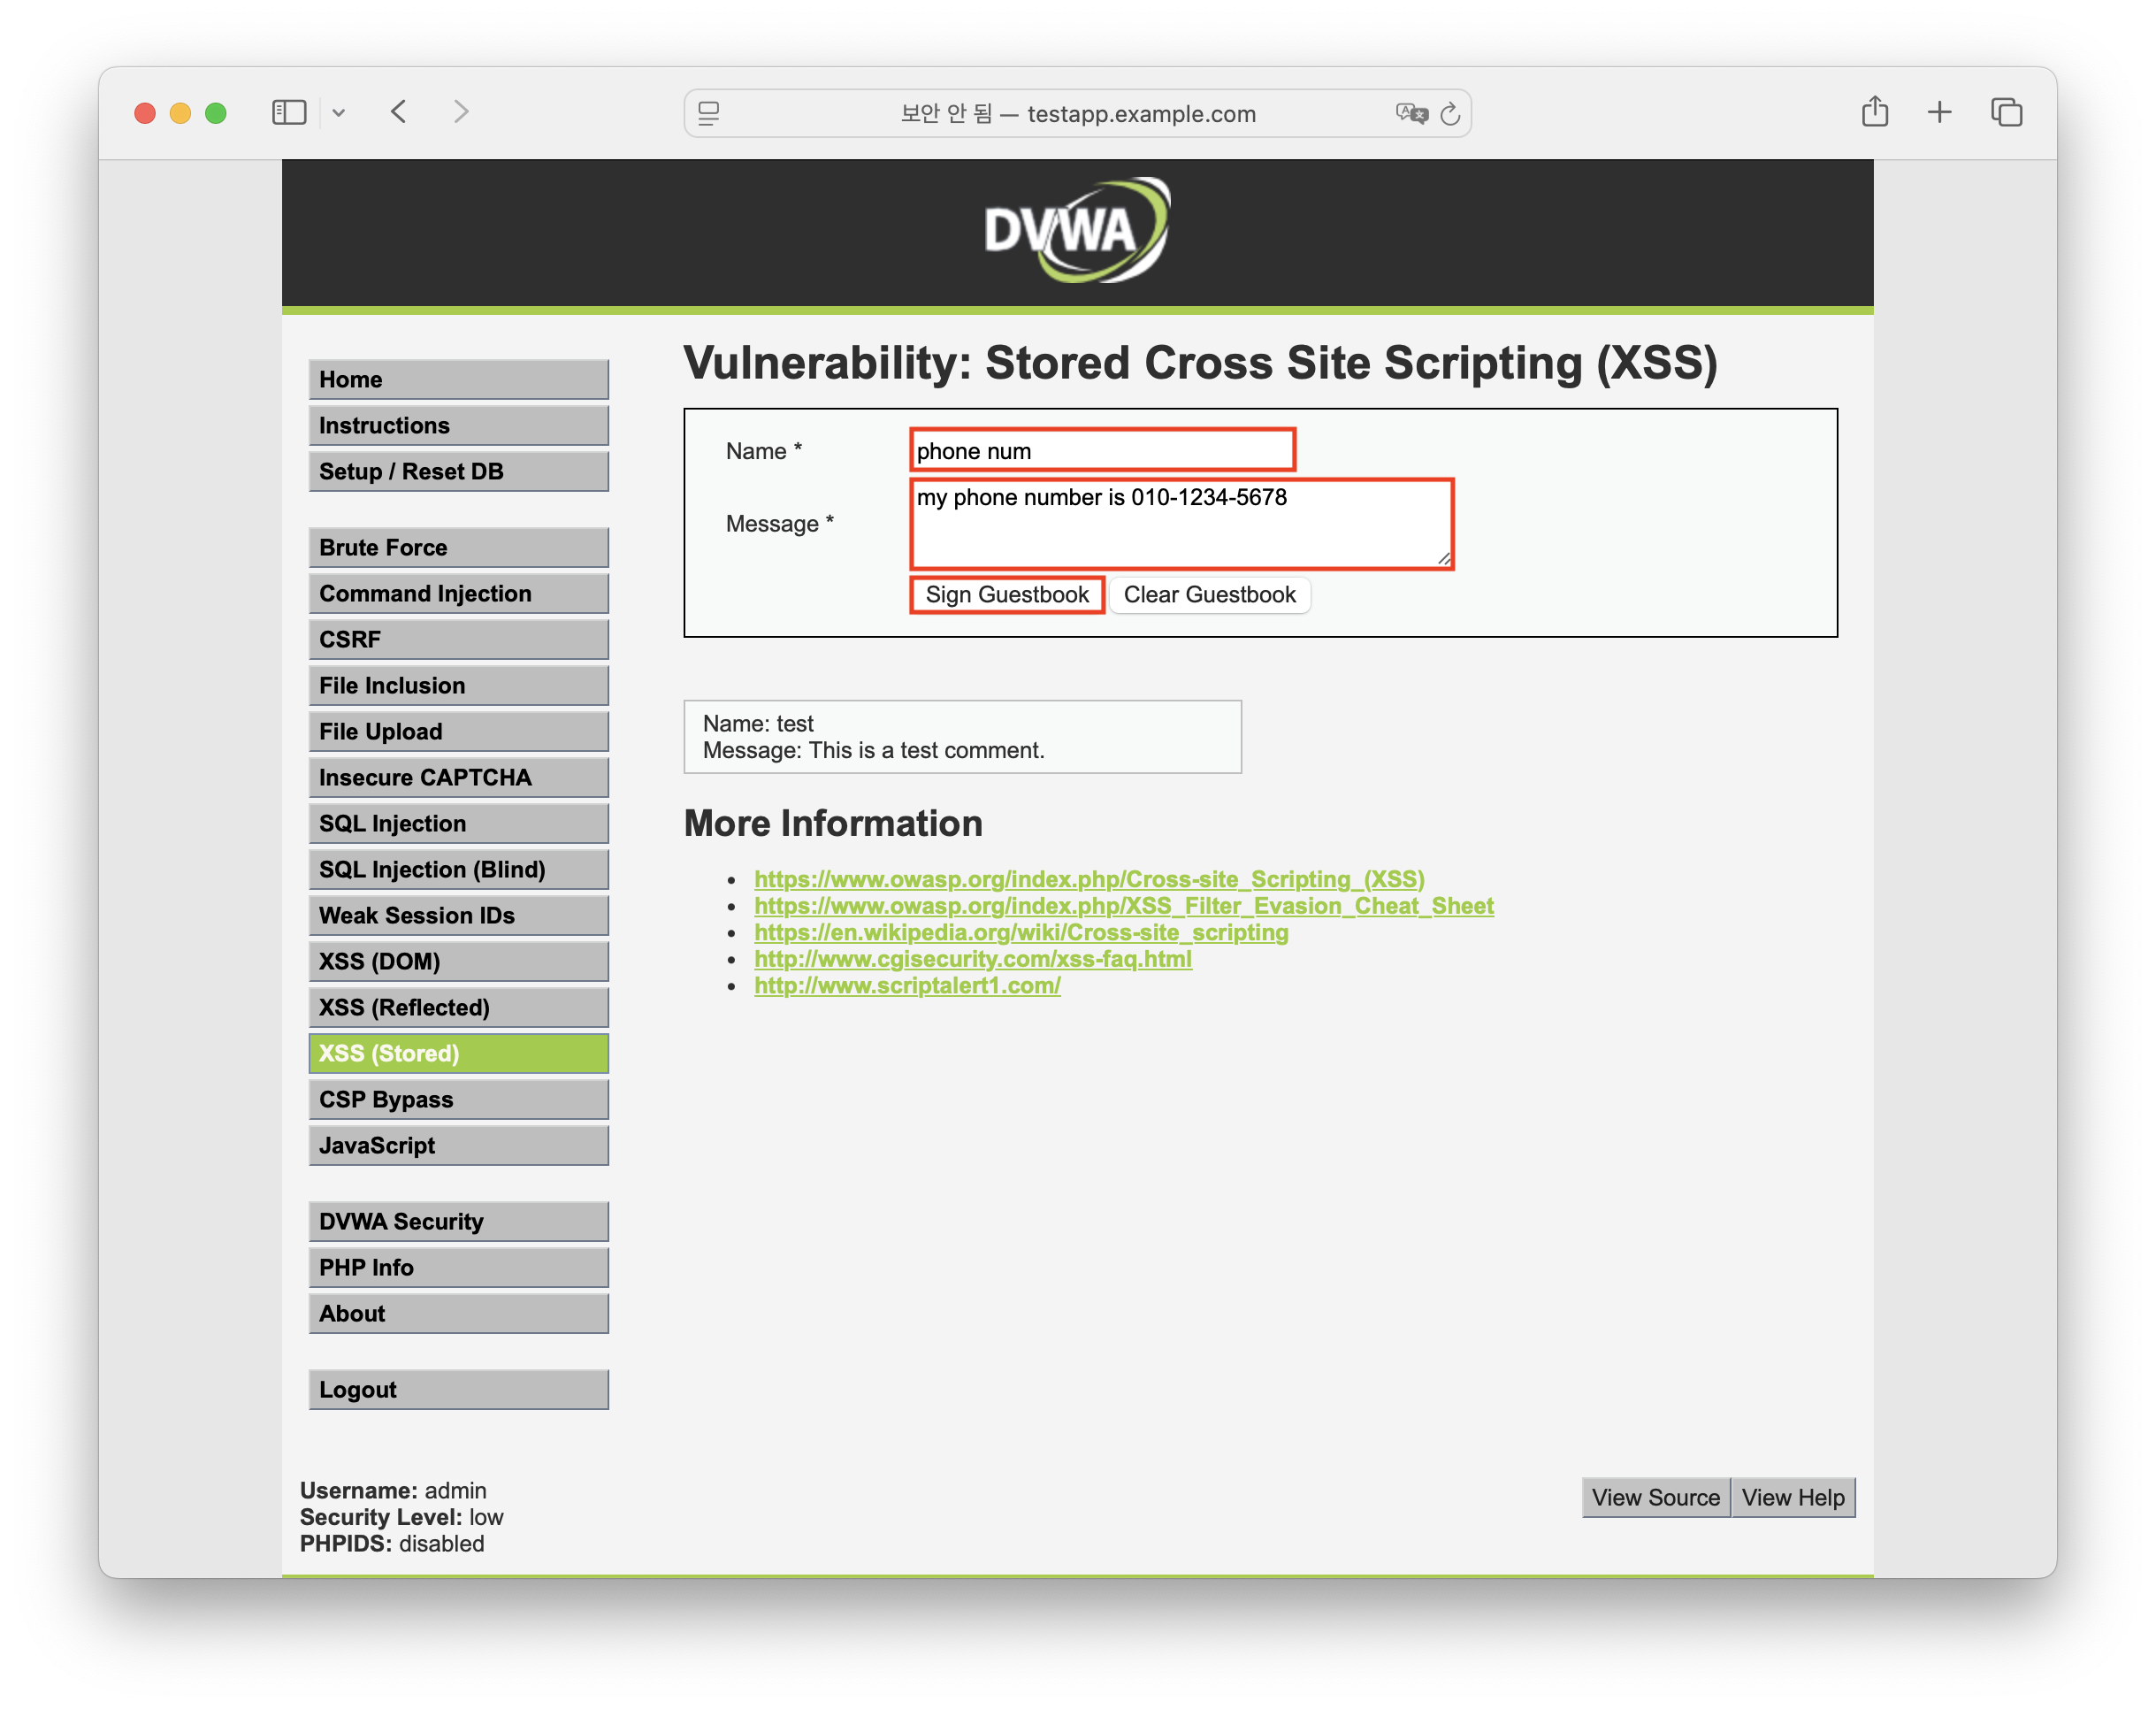 보안 안 됨 — testapp.example.com
DVWA
Vulnerability: Stored Cross Site Scripting (XSS)
Home
Instructions
Setup / Reset DB
Brute Force
Command Injection
CSRF
File Inclusion
File Upload
Insecure CAPTCHA
SQL Injection
SQL Injection (Blind)
Weak Session IDs
XSS (DOM)
XSS (Reflected)
XSS (Stored)
CSP Bypass
JavaScript
DVWA Security
PHP Info
About
Logout
Name * phone num
Message * my phone number is 010-1234-5678
Sign Guestbook Clear Guestbook
Name: test
Message: This is a test comment.
More Information
https://www.owasp.org/index.php/Cross-site_Scripting_(XSS)
https://www.owasp.org/index.php/XSS_Filter_Evasion_Cheat_Sheet
https://en.wikipedia.org/wiki/Cross-site_scripting
http://www.cgisecurity.com/xss-faq.html
http://www.scriptalert1.com/
Username: admin
Security Level: low
PHPIDS: disabled
View Source View Help